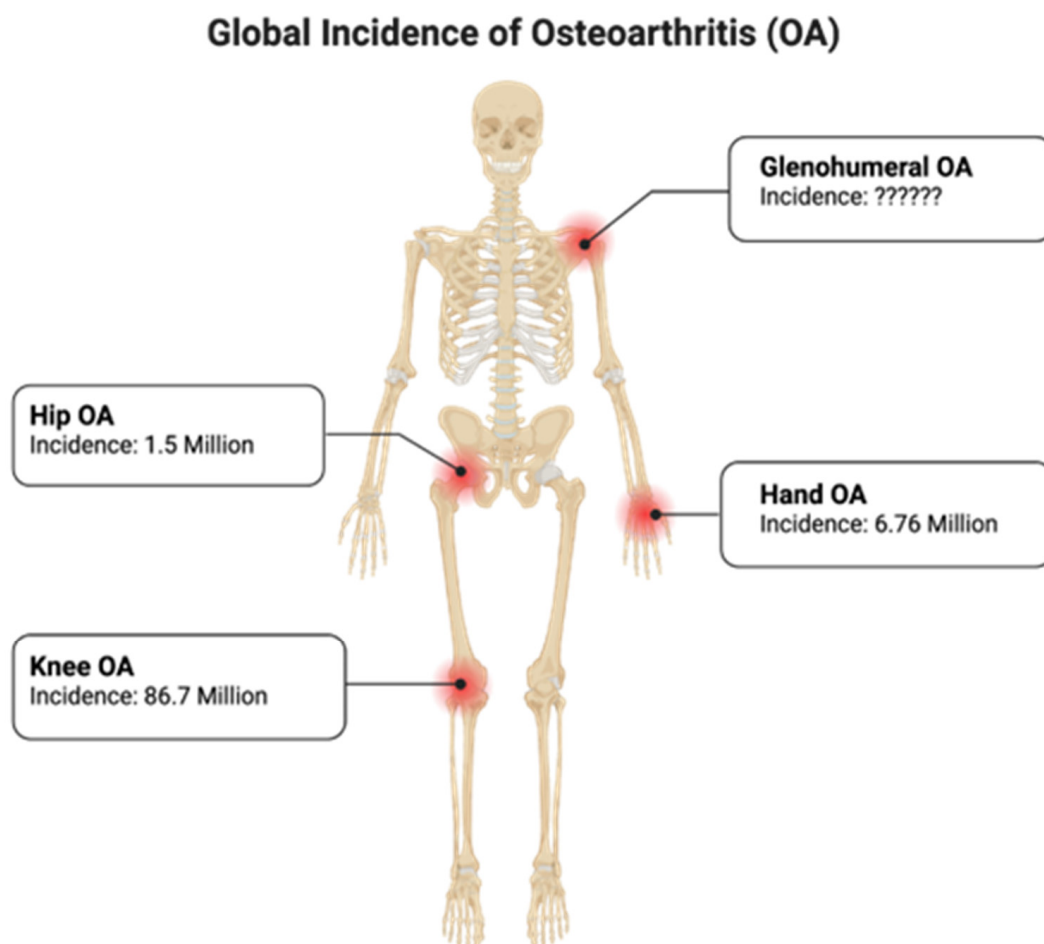 Global Incidence of Osteoarthritis (OA)
Glenohumeral OA
Incidence: ??????
Hip OA
Incidence: 1.5 Million
Hand OA
Incidence: 6.76 Million
Knee OA
Incidence: 86.7 Million